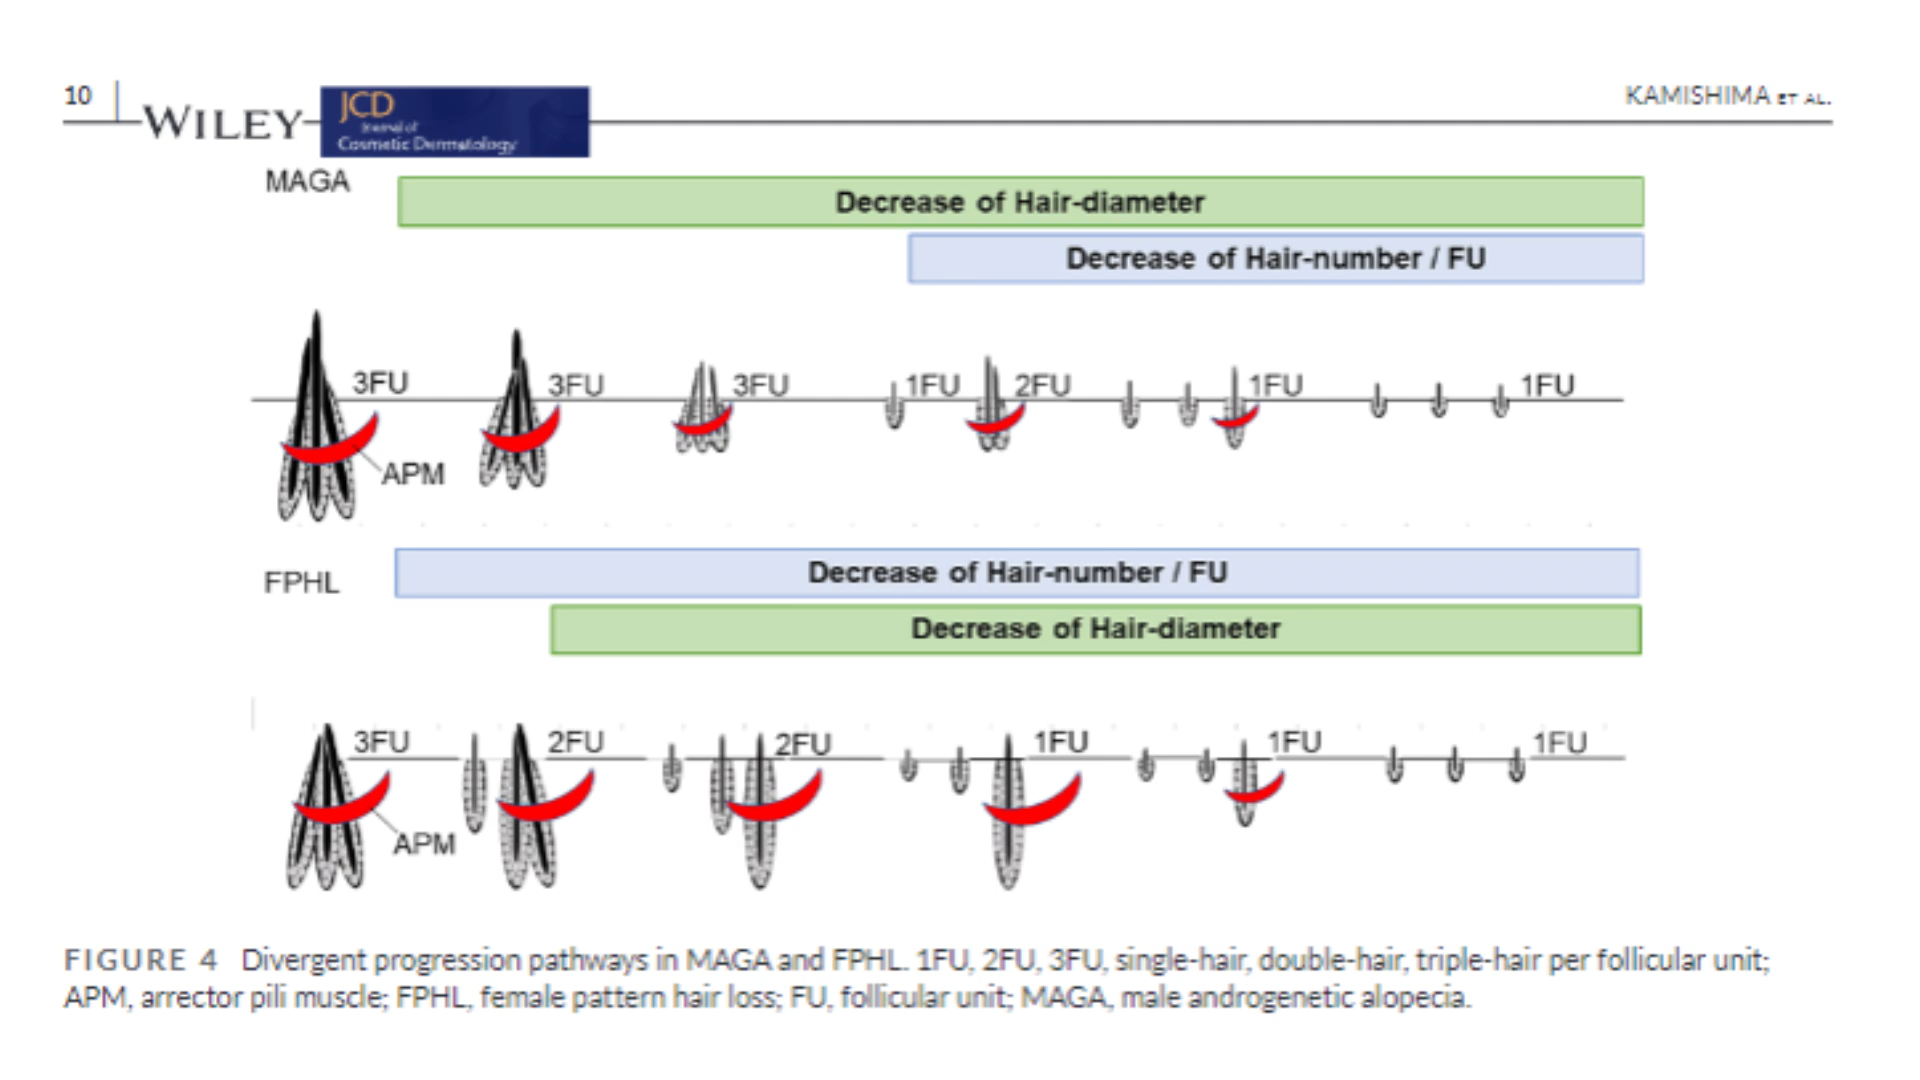 10
WILEY
JCD
Journal of
Cosmetic Dermatology
KAMISHIMA ET AL.
MAGA
Decrease of Hair-diameter
Decrease of Hair-number / FU
3FU
3FU
3FU
1FU
2FU
1FU
1FU
APM
FPHL
Decrease of Hair-number / FU
Decrease of Hair-diameter
3FU
2FU
2FU
1FU
1FU
1FU
APM
FIGURE 4 Divergent progression pathways in MAGA and FPHL. 1FU, 2FU, 3FU, single-hair, double-hair, triple-hair per follicular unit;
APM, arrector pili muscle; FPHL, female pattern hair loss; FU, follicular unit; MAGA, male androgenetic alopecia.